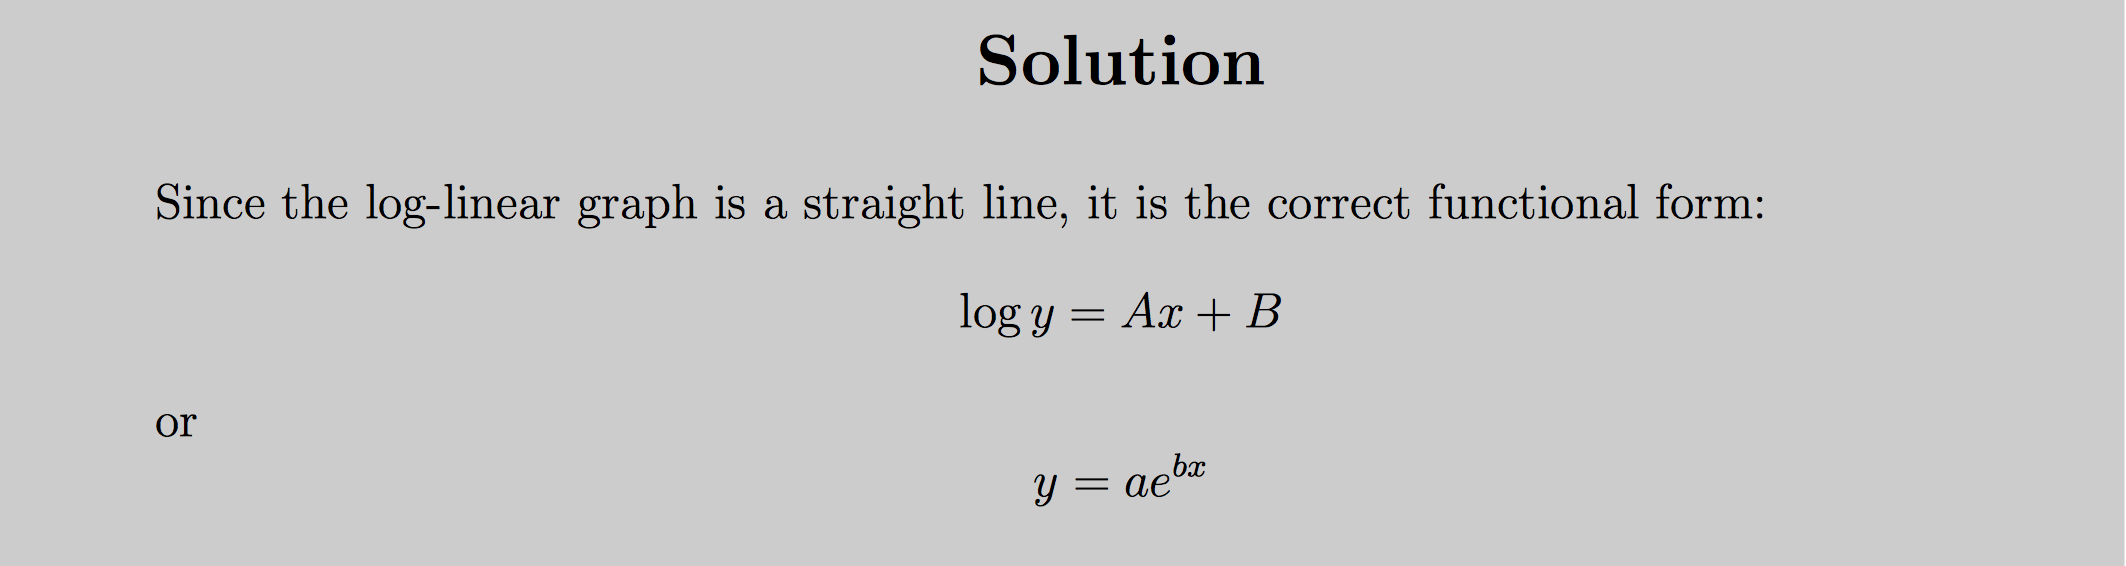 Solution
Since the log-linear graph is a straight line, it is the correct functional form:
log y = Ax + B
or
y = ae^{bx}